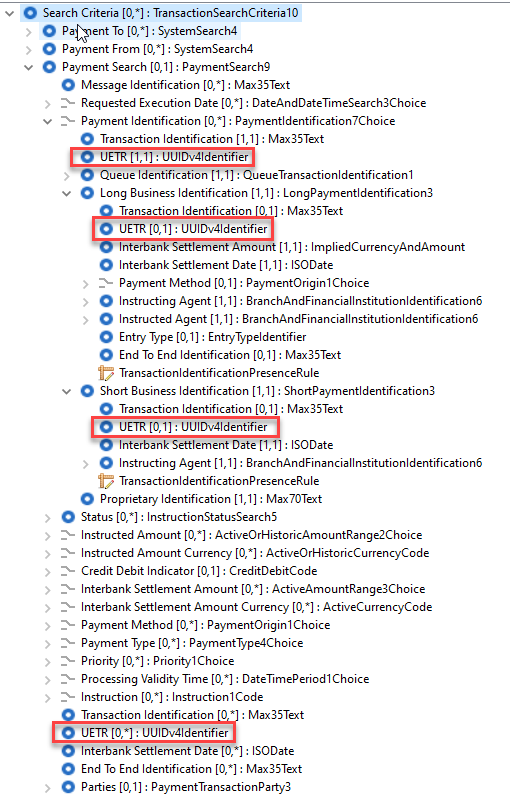 Search Criteria [0,*] : TransactionSearchCriteria10
Payment To [0,*] : SystemSearch4
Payment From [0,*] : SystemSearch4
Payment Search [0,1] : PaymentSearch9
Message Identification [0,*] : Max35Text
Requested Execution Date [0,*] : DateAndDateTimeSearch3Choice
Payment Identification [0,*] : PaymentIdentification7Choice
Transaction Identification [1,1] : Max35Text
UETR [1,1] : UUIDv4Identifier
Queue Identification [1,1] : QueueTransactionIdentification1
Long Business Identification [1,1] : LongPaymentIdentification3
Transaction Identification [0,1] : Max35Text
UETR [0,1] : UUIDv4Identifier
Interbank Settlement Amount [1,1] : ImpliedCurrencyAndAmount
Interbank Settlement Date [1,1] : ISODate
Payment Method [0,1] : PaymentOrigin1Choice
Instructing Agent [1,1] : BranchAndFinancialInstitutionIdentification6
Instructed Agent [1,1] : BranchAndFinancialInstitutionIdentification6
Entry Type [0,1] : EntryTypeIdentifier
End To End Identification [0,1] : Max35Text
TransactionIdentificationPresenceRule
Short Business Identification [1,1] : ShortPaymentIdentification3
Transaction Identification [0,1] : Max35Text
UETR [0,1] : UUIDv4Identifier
Interbank Settlement Date [1,1] : ISODate
Instructing Agent [1,1] : BranchAndFinancialInstitutionIdentification6
TransactionIdentificationPresenceRule
Proprietary Identification [1,1] : Max70Text
Status [0,*] : InstructionStatusSearch5
Instructed Amount [0,*] : ActiveOrHistoricAmountRange2Choice
Instructed Amount Currency [0,*] : ActiveOrHistoricCurrencyCode
Credit Debit Indicator [0,1] : CreditDebitCode
Interbank Settlement Amount [0,*] : ActiveAmountRange3Choice
Interbank Settlement Amount Currency [0,*] : ActiveCurrencyCode
Payment Method [0,*] : PaymentOrigin1Choice
Payment Type [0,*] : PaymentType4Choice
Priority [0,*] : Priority1Choice
Processing Validity Time [0,*] : DateTimePeriod1Choice
Instruction [0,*] : Instruction1Code
Transaction Identification [0,*] : Max35Text
UETR [0,*] : UUIDv4Identifier
Interbank Settlement Date [0,*] : ISODate
End To End Identification [0,*] : Max35Text
Parties [0,1] : PaymentTransactionParty3